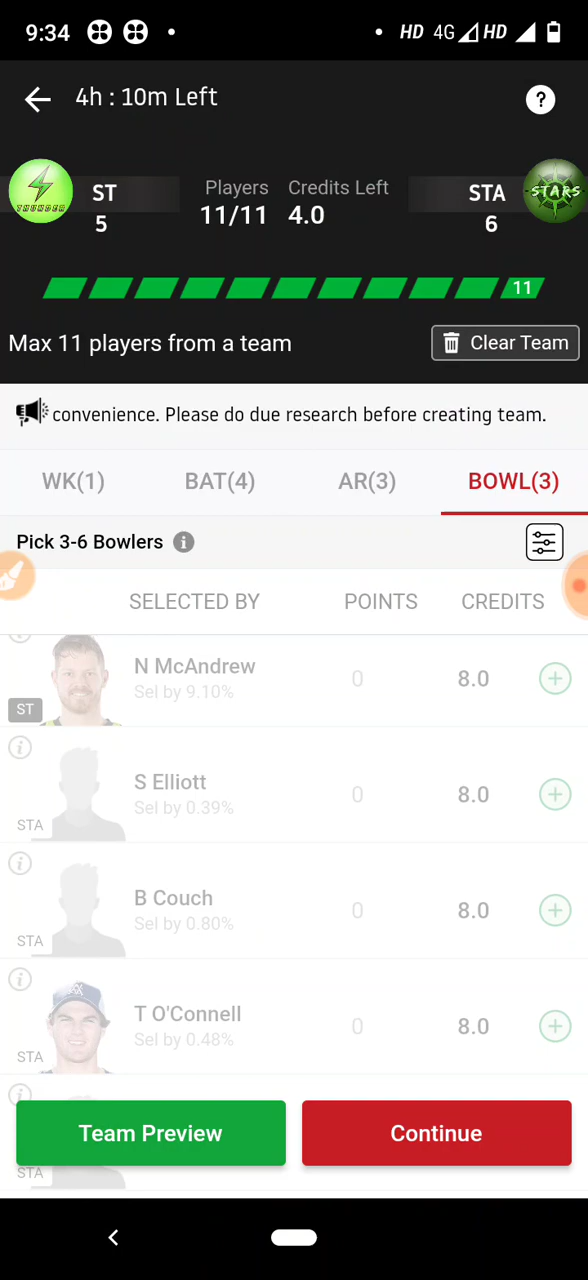 9:34
HD 4G HD
4h : 10m Left
?
THUNDER
ST
5
Players
11/11
Credits Left
4.0
STA
6
STARS
11
Max 11 players from a team
Clear Team
convenience. Please do due research before creating team.
WK(1)
BAT(4)
AR(3)
BOWL(3)
Pick 3-6 Bowlers i
SELECTED BY
POINTS
CREDITS
N McAndrew
Sel by 9.10%
0
8.0
ST
i
S Elliott
Sel by 0.39%
0
8.0
STA
i
B Couch
Sel by 0.80%
0
8.0
STA
i
T O'Connell
Sel by 0.48%
0
8.0
STA
i
Team Preview
Continue
STA